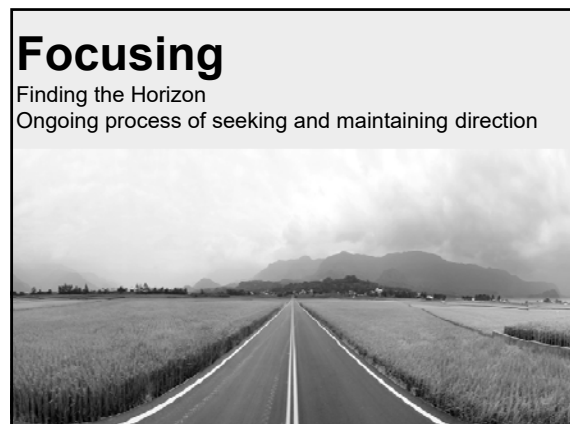 Focusing
Finding the Horizon
Ongoing process of seeking and maintaining direction